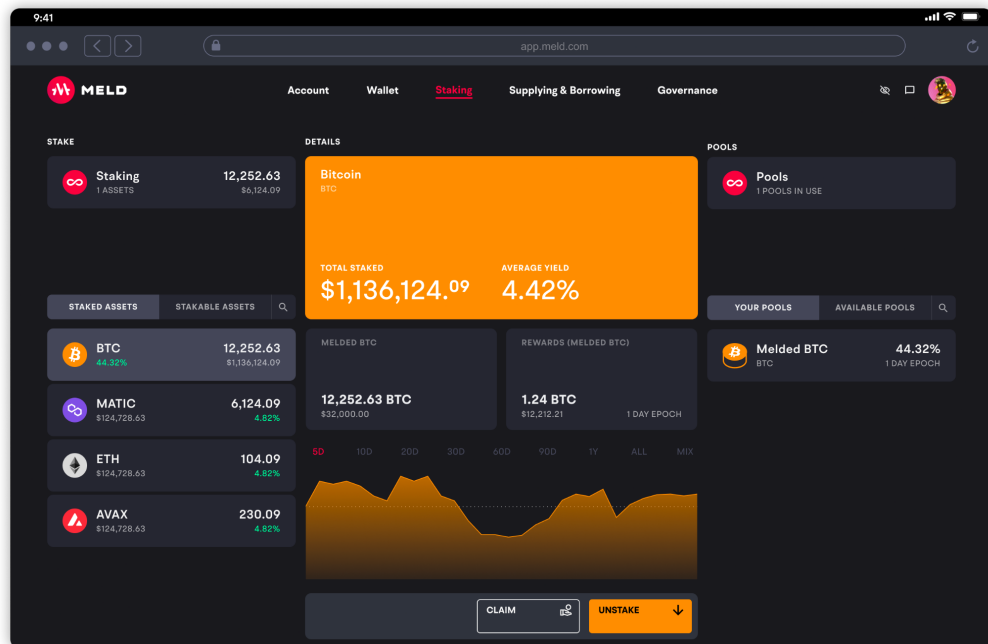 9:41
app.meld.com
MELD
Account
Wallet
Staking
Supplying & Borrowing
Governance
STAKE
Staking
1 ASSETS
12,252.63
$6,124.09
STAKED ASSETS
STAKABLE ASSETS
BTC
44.32%
12,252.63
$1,136,124.09
MATIC
$124,728.63
6,124.09
4.82%
ETH
$124,728.63
104.09
4.82%
AVAX
$124,728.63
230.09
4.82%
DETAILS
Bitcoin
BTC
TOTAL STAKED
$1,136,124.09
AVERAGE YIELD
4.42%
MELDED BTC
12,252.63 BTC
$32,000.00
REWARDS (MELDED BTC)
1.24 BTC
$12,212.21
1 DAY EPOCH
5D
10D
20D
30D
60D
90D
1Y
ALL
MIX
CLAIM
UNSTAKE
POOLS
Pools
1 POOLS IN USE
YOUR POOLS
AVAILABLE POOLS
Melded BTC
BTC
44.32%
1 DAY EPOCH